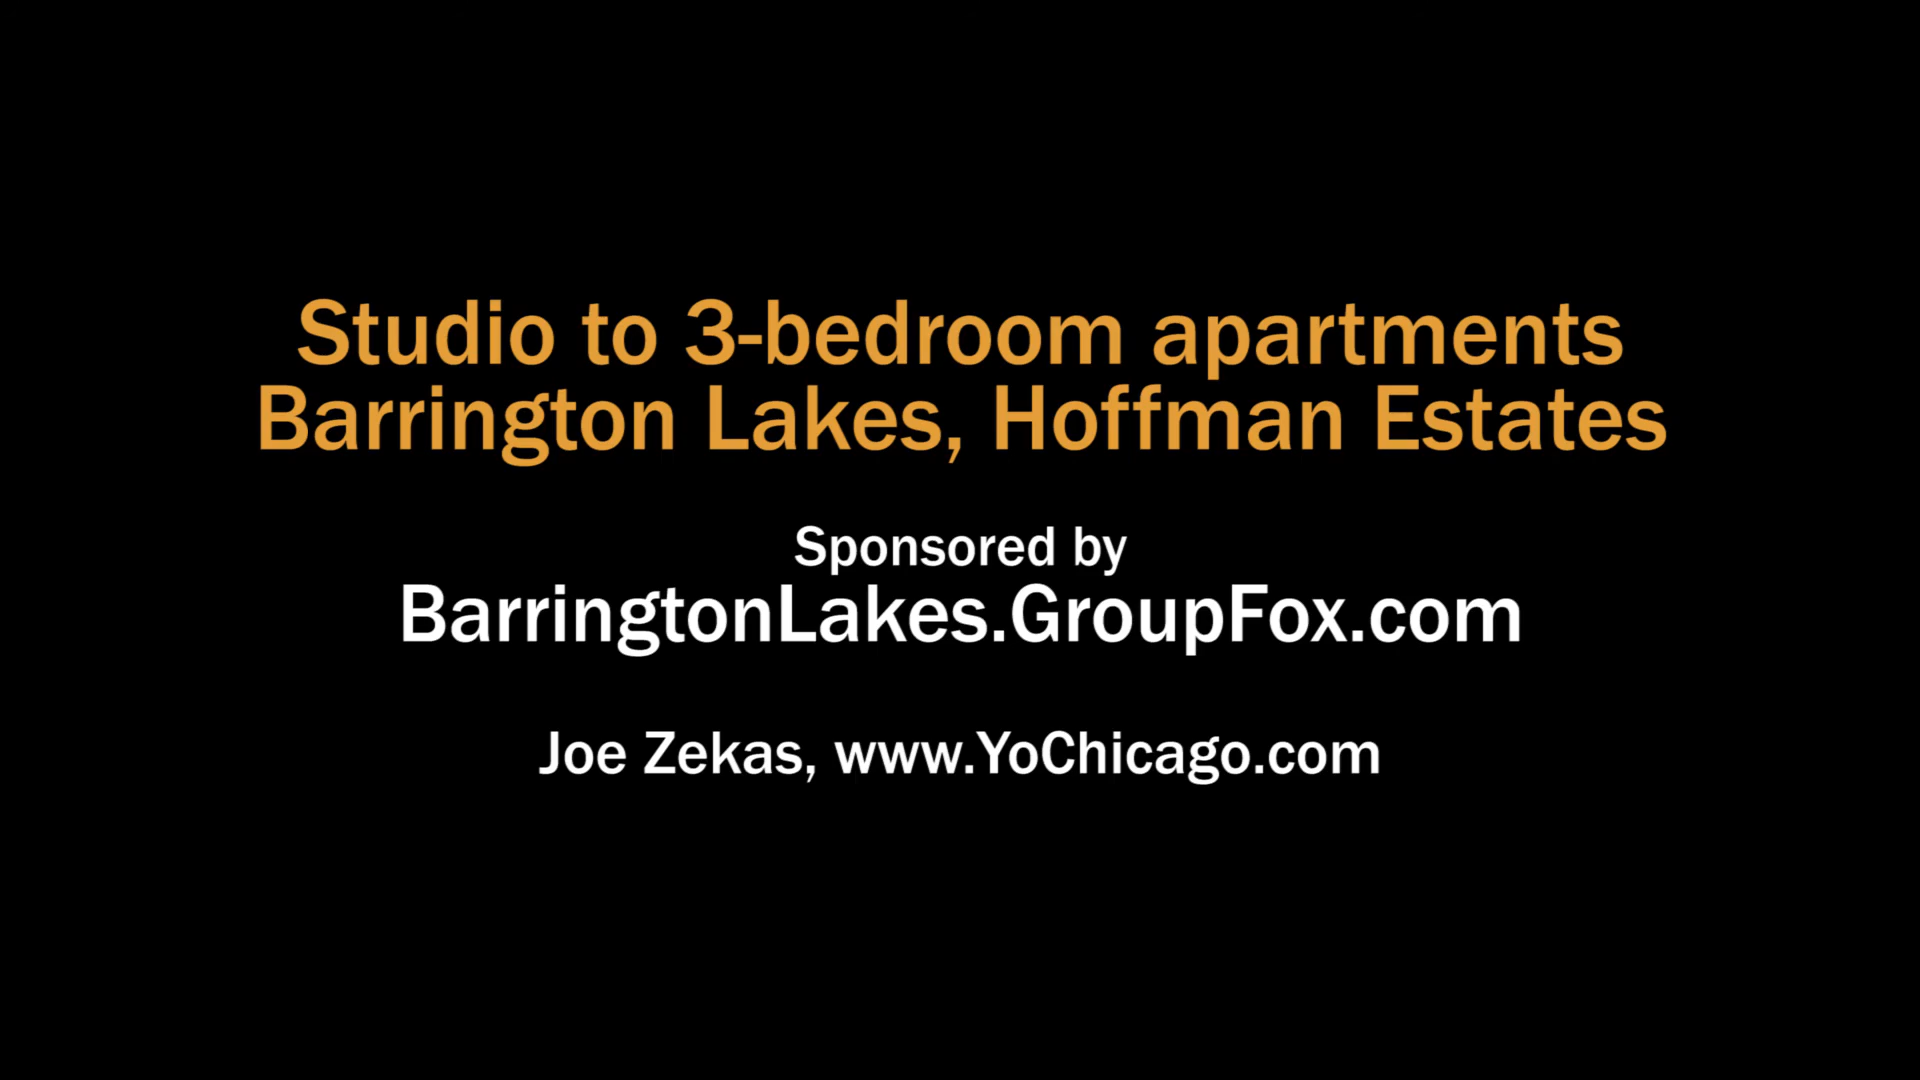 Studio to 3-bedroom apartments
Barrington Lakes, Hoffman Estates
Sponsored by
BarringtonLakes.GroupFox.com
Joe Zekas, www.YoChicago.com